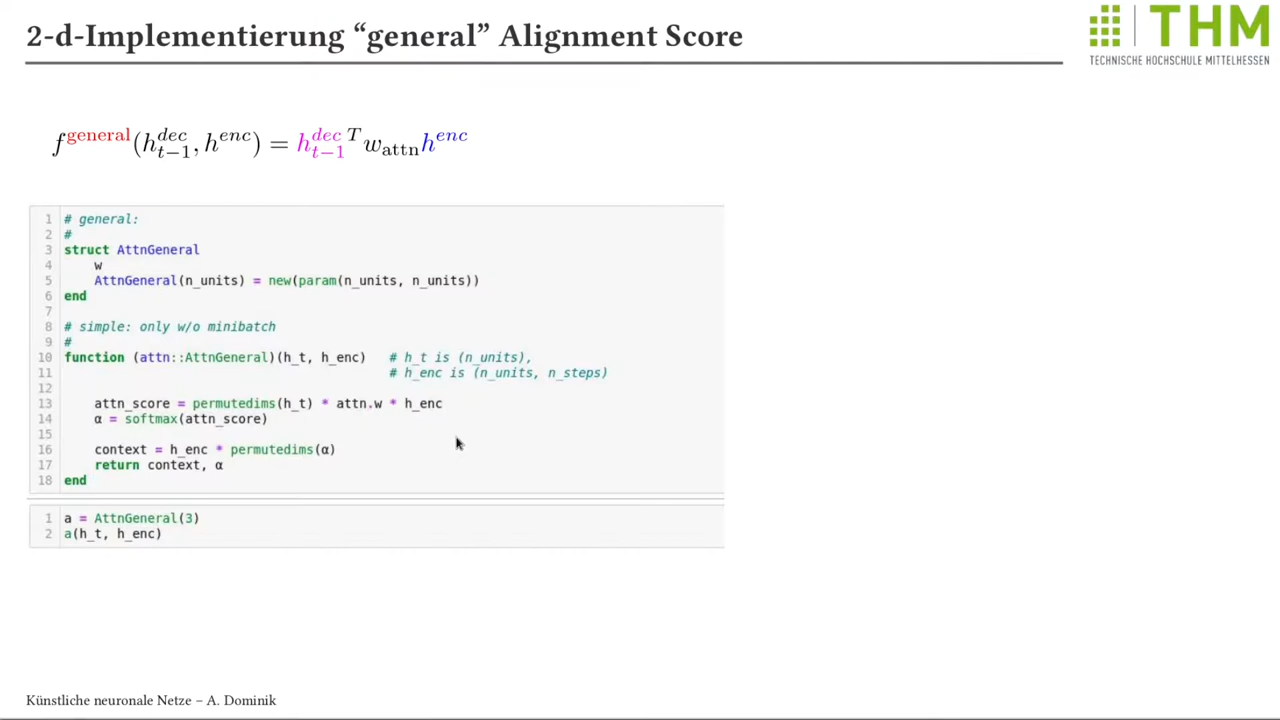 2-d-Implementierung “general” Alignment Score
THM
TECHNISCHE HOCHSCHULE MITTELHESSEN
f^general(h_{t−1}^{dec}, h^{enc}) = h_{t−1}^{dec T} w_attn h^{enc}
1 # general:
2 #
3 struct AttnGeneral
4     w
5     AttnGeneral(n_units) = new(param(n_units, n_units))
6 end
7
8 # simple: only w/o minibatch
9 #
10 function (attn::AttnGeneral)(h_t, h_enc)   # h_t is (n_units),
11                                            # h_enc is (n_units, n_steps)
12
13     attn_score = permutedims(h_t) * attn.w * h_enc
14     α = softmax(attn_score)
15
16     context = h_enc * permutedims(α)
17     return context, α
18 end
1 a = AttnGeneral(3)
2 a(h_t, h_enc)
Künstliche neuronale Netze – A. Dominik